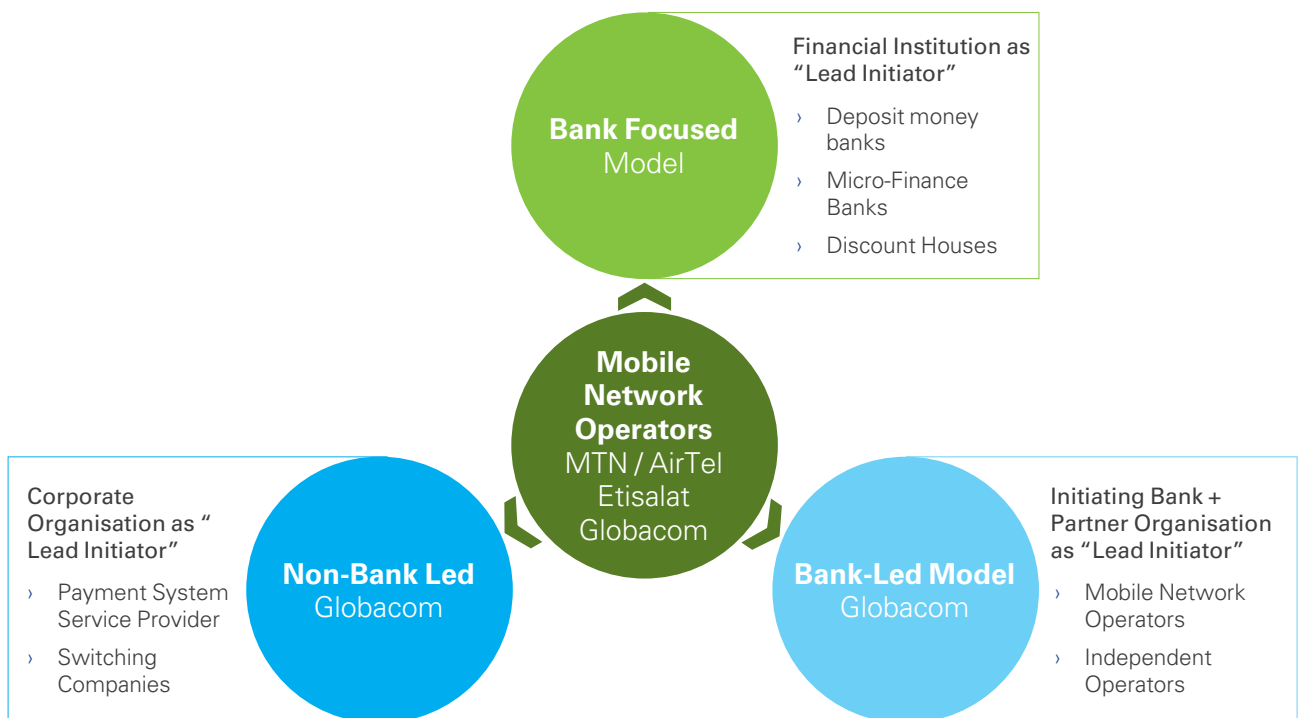 Bank Focused
Model
Financial Institution as
“Lead Initiator”
› Deposit money
banks
› Micro-Finance
Banks
› Discount Houses
Mobile
Network
Operators
MTN / AirTel
Etisalat
Globacom
Corporate
Organisation as “
Lead Initiator”
› Payment System
Service Provider
› Switching
Companies
Non-Bank Led
Globacom
Bank-Led Model
Globacom
Initiating Bank +
Partner Organisation
as “Lead Initiator”
› Mobile Network
Operators
› Independent
Operators